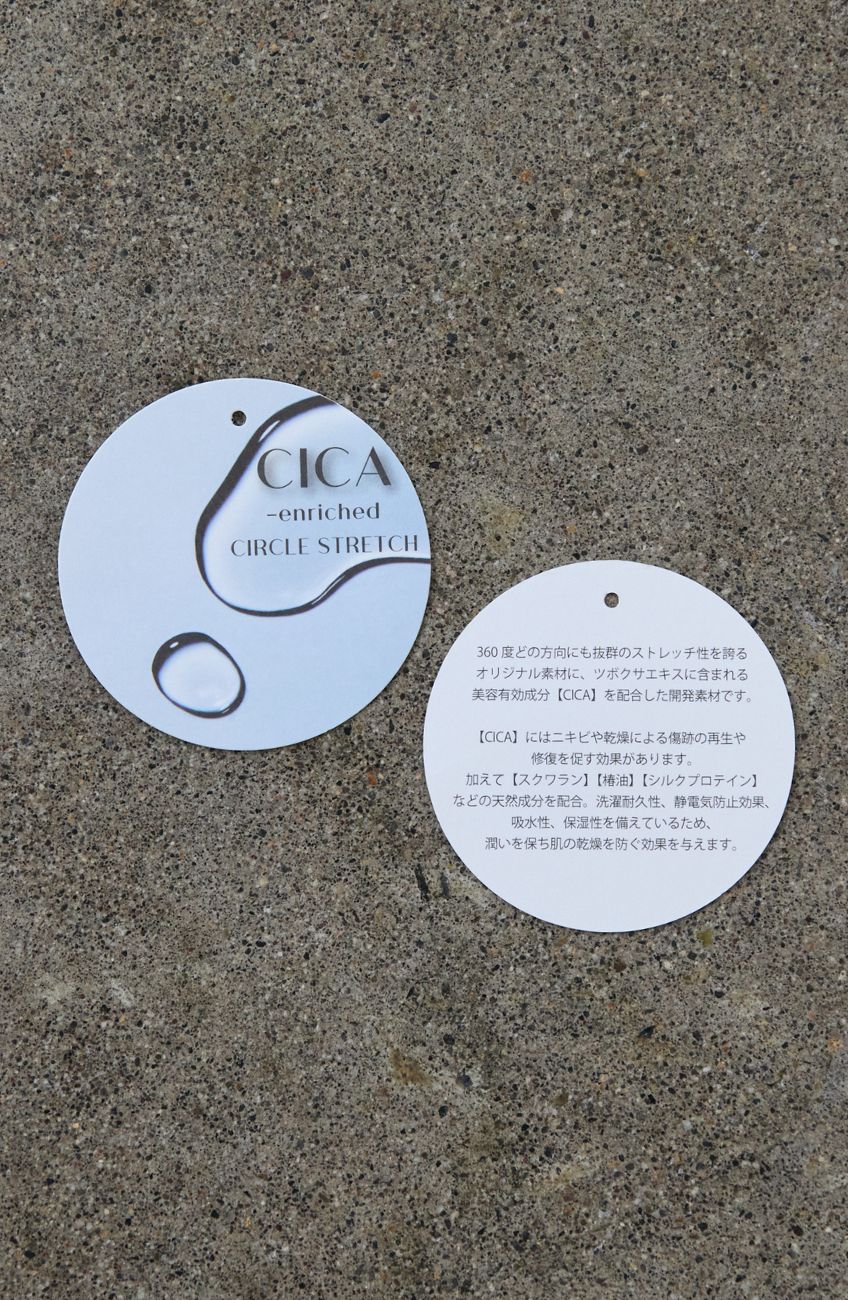 CICA
-enriched
CIRCLE STRETCH
360 度どの方向にも抜群のストレッチ性を誇る
オリジナル素材に、ツボクサエキスに含まれる
美容有効成分【CICA】を配合した開発素材です。
【CICA】にはニキビや乾燥による傷跡の再生や
修復を促す効果があります。
加えて【スクワラン】【椿油】【シルクプロテイン】
などの天然成分を配合。洗濯耐久性、静電気防止効果、
吸水性、保湿性を備えているため、
潤いを保ち肌の乾燥を防ぐ効果を与えます。